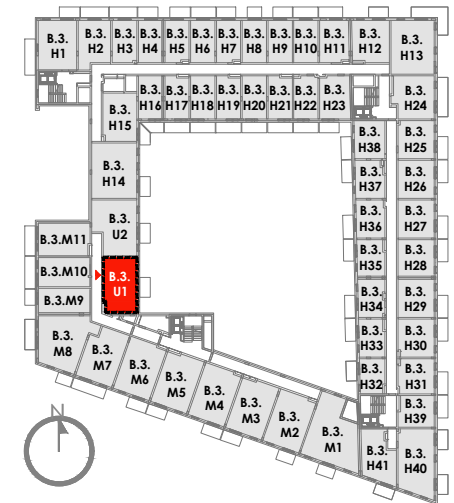 B.3.
H1
B.3.
H2
B.3.
H3
B.3.
H4
B.3.
H5
B.3.
H6
B.3.
H7
B.3.
H8
B.3.
H9
B.3.
H10
B.3.
H11
B.3.
H12
B.3.
H13
B.3.
H16
B.3.
H17
B.3.
H18
B.3.
H19
B.3.
H20
B.3.
H21
B.3.
H22
B.3.
H23
B.3.
H24
B.3.
H15
B.3.
H38
B.3.
H25
B.3.
H14
B.3.
H37
B.3.
H26
B.3.
U2
B.3.
H36
B.3.
H27
B.3.M11
B.3.
H35
B.3.
H28
B.3.M10
B.3.
U1
B.3.
H34
B.3.
H29
B.3.M9
B.3.
H33
B.3.
H30
B.3.
M8
B.3.
M7
B.3.
M6
B.3.
M5
B.3.
M4
B.3.
M3
B.3.
M2
B.3.
M1
B.3.
H32
B.3.
H31
B.3.
H39
B.3.
H41
B.3.
H40
N